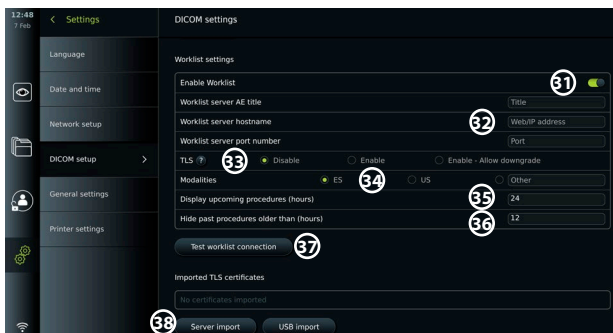 12:48
7 Feb
< Settings
DICOM settings
Language
Date and time
Network setup
DICOM setup >
General settings
Printer settings
Worklist settings
Enable Worklist 31
Worklist server AE title Title
Worklist server hostname 32 Web/IP address
Worklist server port number Port
TLS ? 33 Disable Enable Enable - Allow downgrade
Modalities ES 34 US Other
Display upcoming procedures (hours) 35 24
Hide past procedures older than (hours) 36 12
Test worklist connection 37
Imported TLS certificates
No certificates imported
38 Server import USB import